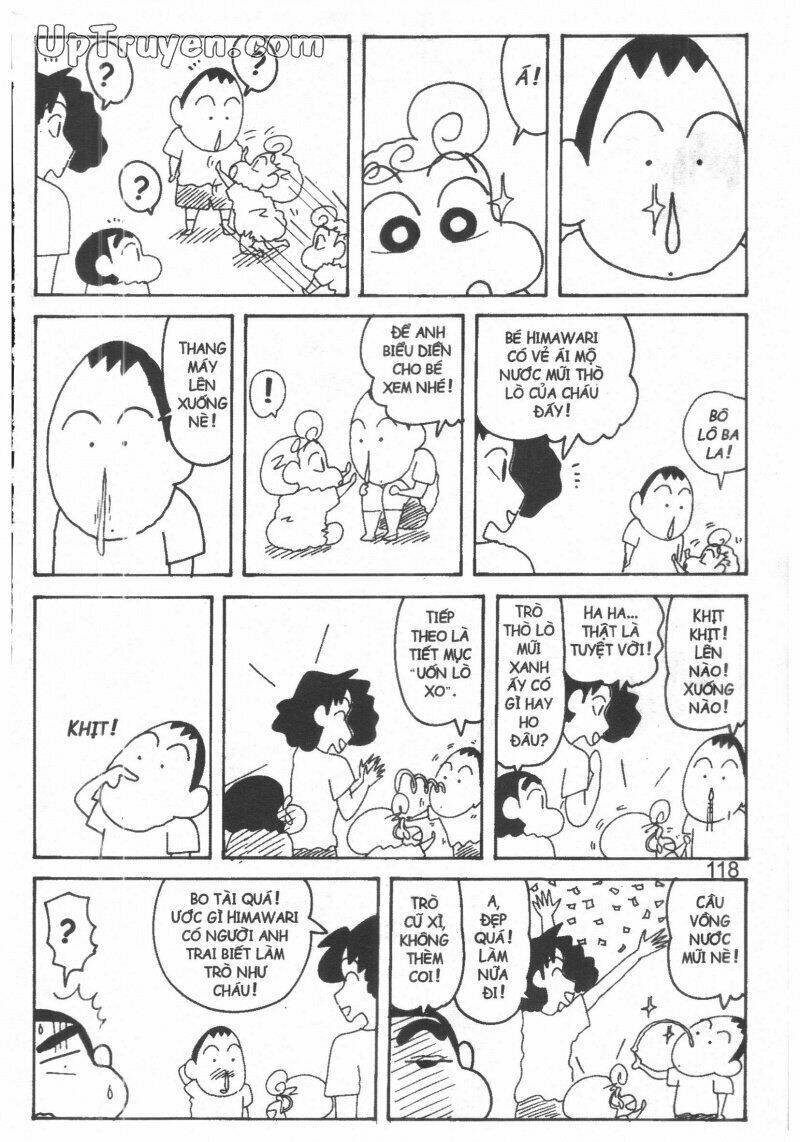 UpTruyen.com
Á!
?
?
?
BÔ
LÔ BA
LA!
BÉ HIMAWARI
CÓ VẺ ÁI MỘ
NƯỚC MŨI THÒ
LÒ CỦA CHÁU
ĐẤY!
ĐỂ ANH
BIỂU DIỄN
CHO BÉ
XEM NHÉ!
!
THANG
MÁY
LÊN
XUỐNG
NÈ!
KHỊT
KHỊT!
LÊN
NÀO!
XUỐNG
NÀO!
HA HA...
THẬT LÀ
TUYỆT VỜI!
TRÒ
THÒ LÒ
MŨI
XANH
ẤY CÓ
GÌ HAY
HO
ĐÂU?
TIẾP
THEO LÀ
TIẾT MỤC
"UỐN LÒ
XO".
KHỊT!
118
CẦU
VỒNG
NƯỚC
MŨI NÈ!
A,
ĐẸP
QUÁ!
LÀM
NỮA
ĐI!
TRÒ
CỨ XÌ,
KHÔNG
THÈM
COI!
BO TÀI QUÁ!
ƯỚC GÌ HIMAWARI
CÓ NGƯỜI ANH
TRAI BIẾT LÀM
TRÒ NHƯ
CHÁU!
?